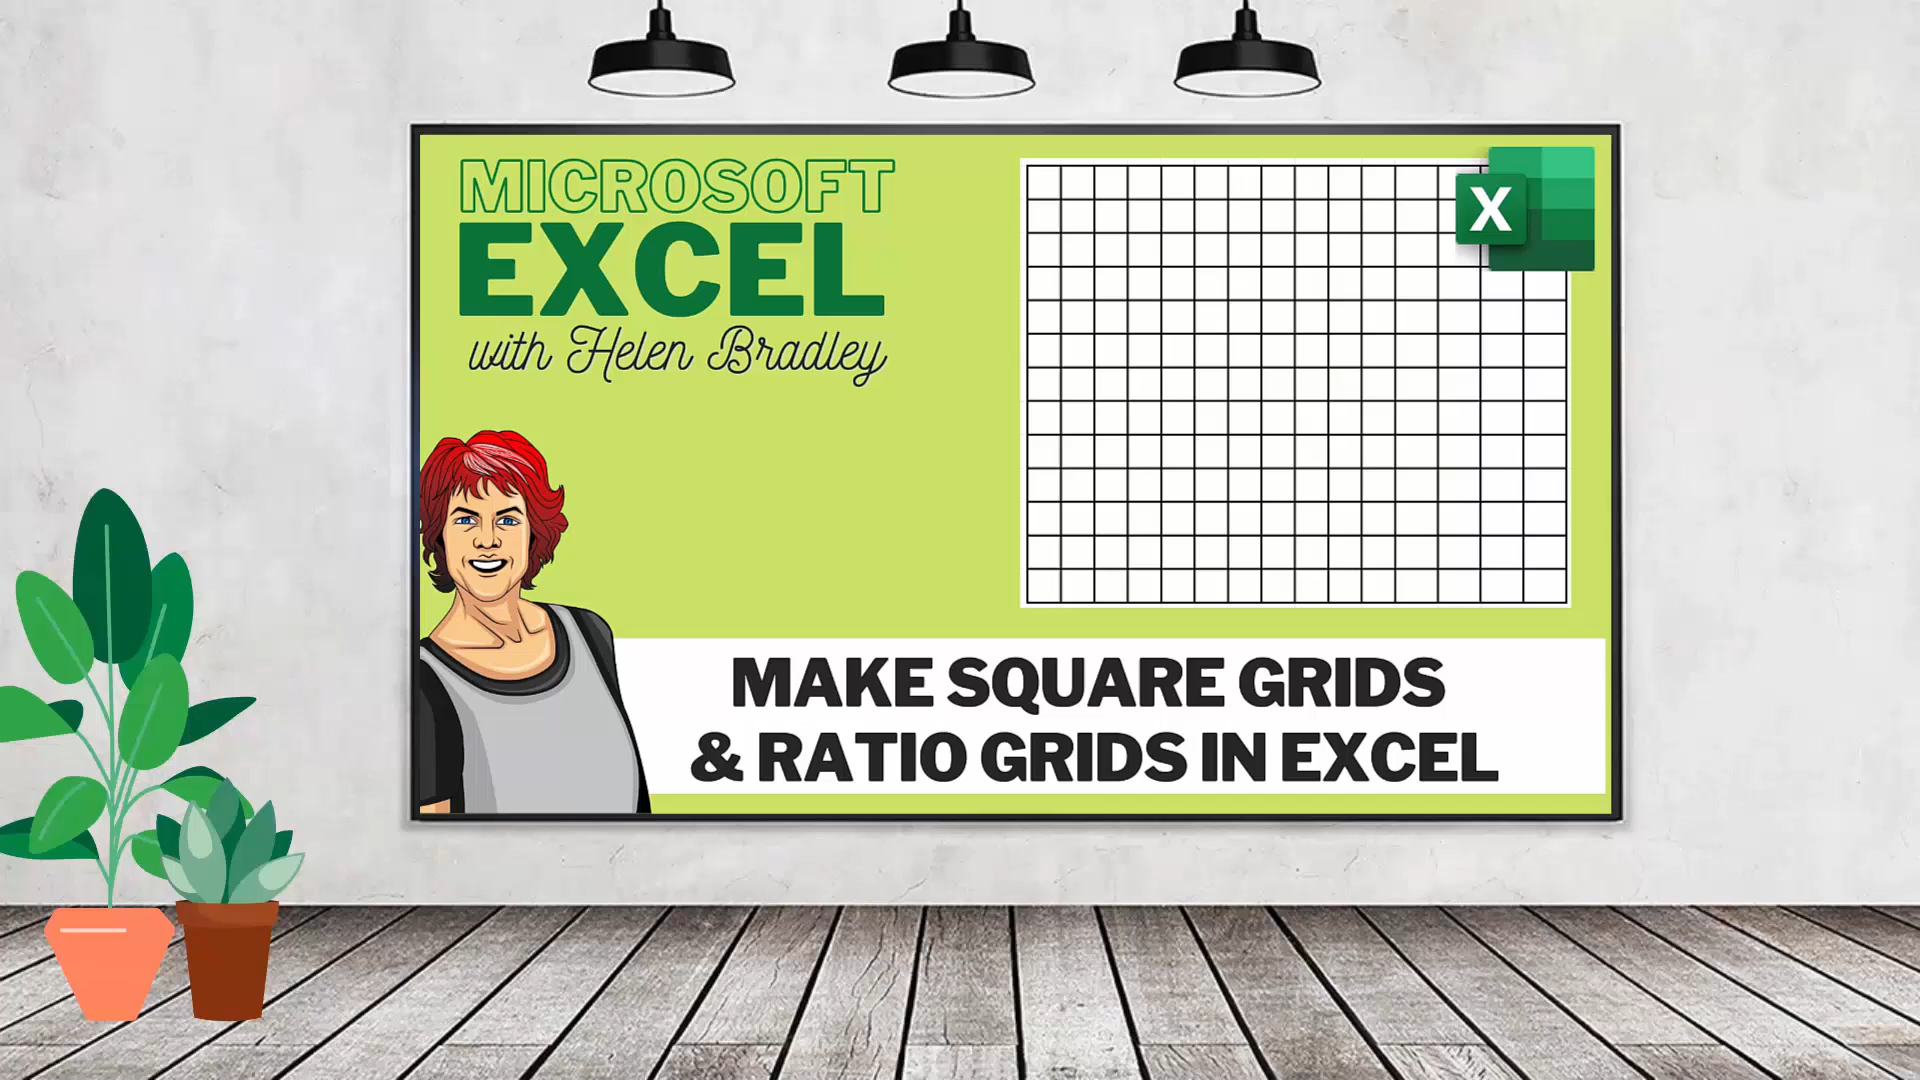 MICROSOFT
EXCEL
with Helen Bradley
X
MAKE SQUARE GRIDS
& RATIO GRIDS IN EXCEL